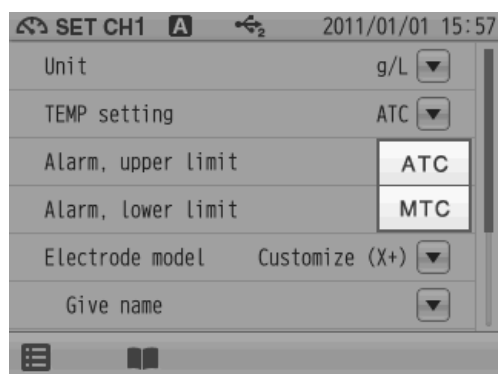 SET CH1 A 2 2011/01/01 15:57
Unit g/L
TEMP setting ATC
Alarm, upper limit ATC
Alarm, lower limit MTC
Electrode model Customize (X+)
Give name